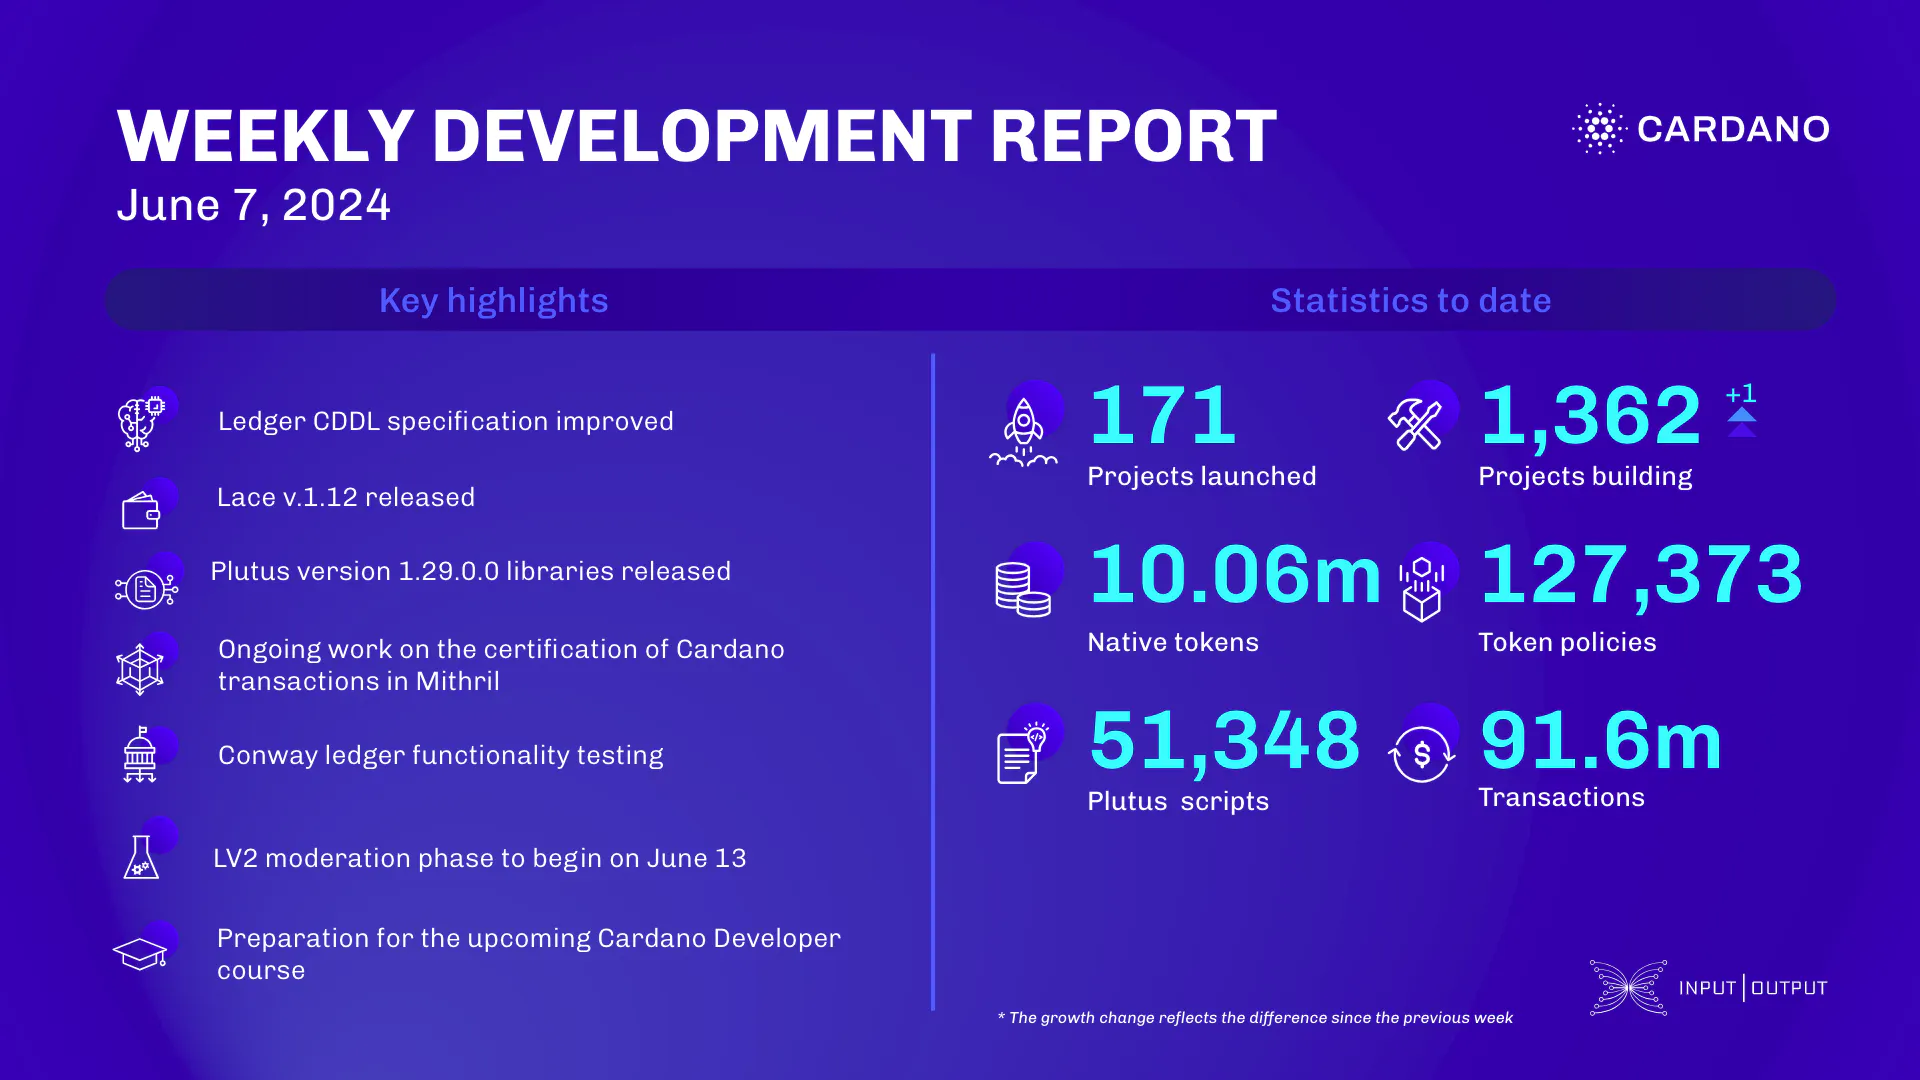 WEEKLY DEVELOPMENT REPORT
June 7, 2024
CARDANO
Key highlights
Statistics to date
Ledger CDDL specification improved
Lace v.1.12 released
Plutus version 1.29.0.0 libraries released
Ongoing work on the certification of Cardano
transactions in Mithril
Conway ledger functionality testing
LV2 moderation phase to begin on June 13
Preparation for the upcoming Cardano Developer
course
171
Projects launched
1,362
+1
Projects building
10.06m
Native tokens
127,373
Token policies
51,348
Plutus scripts
91.6m
Transactions
* The growth change reflects the difference since the previous week
INPUT|OUTPUT